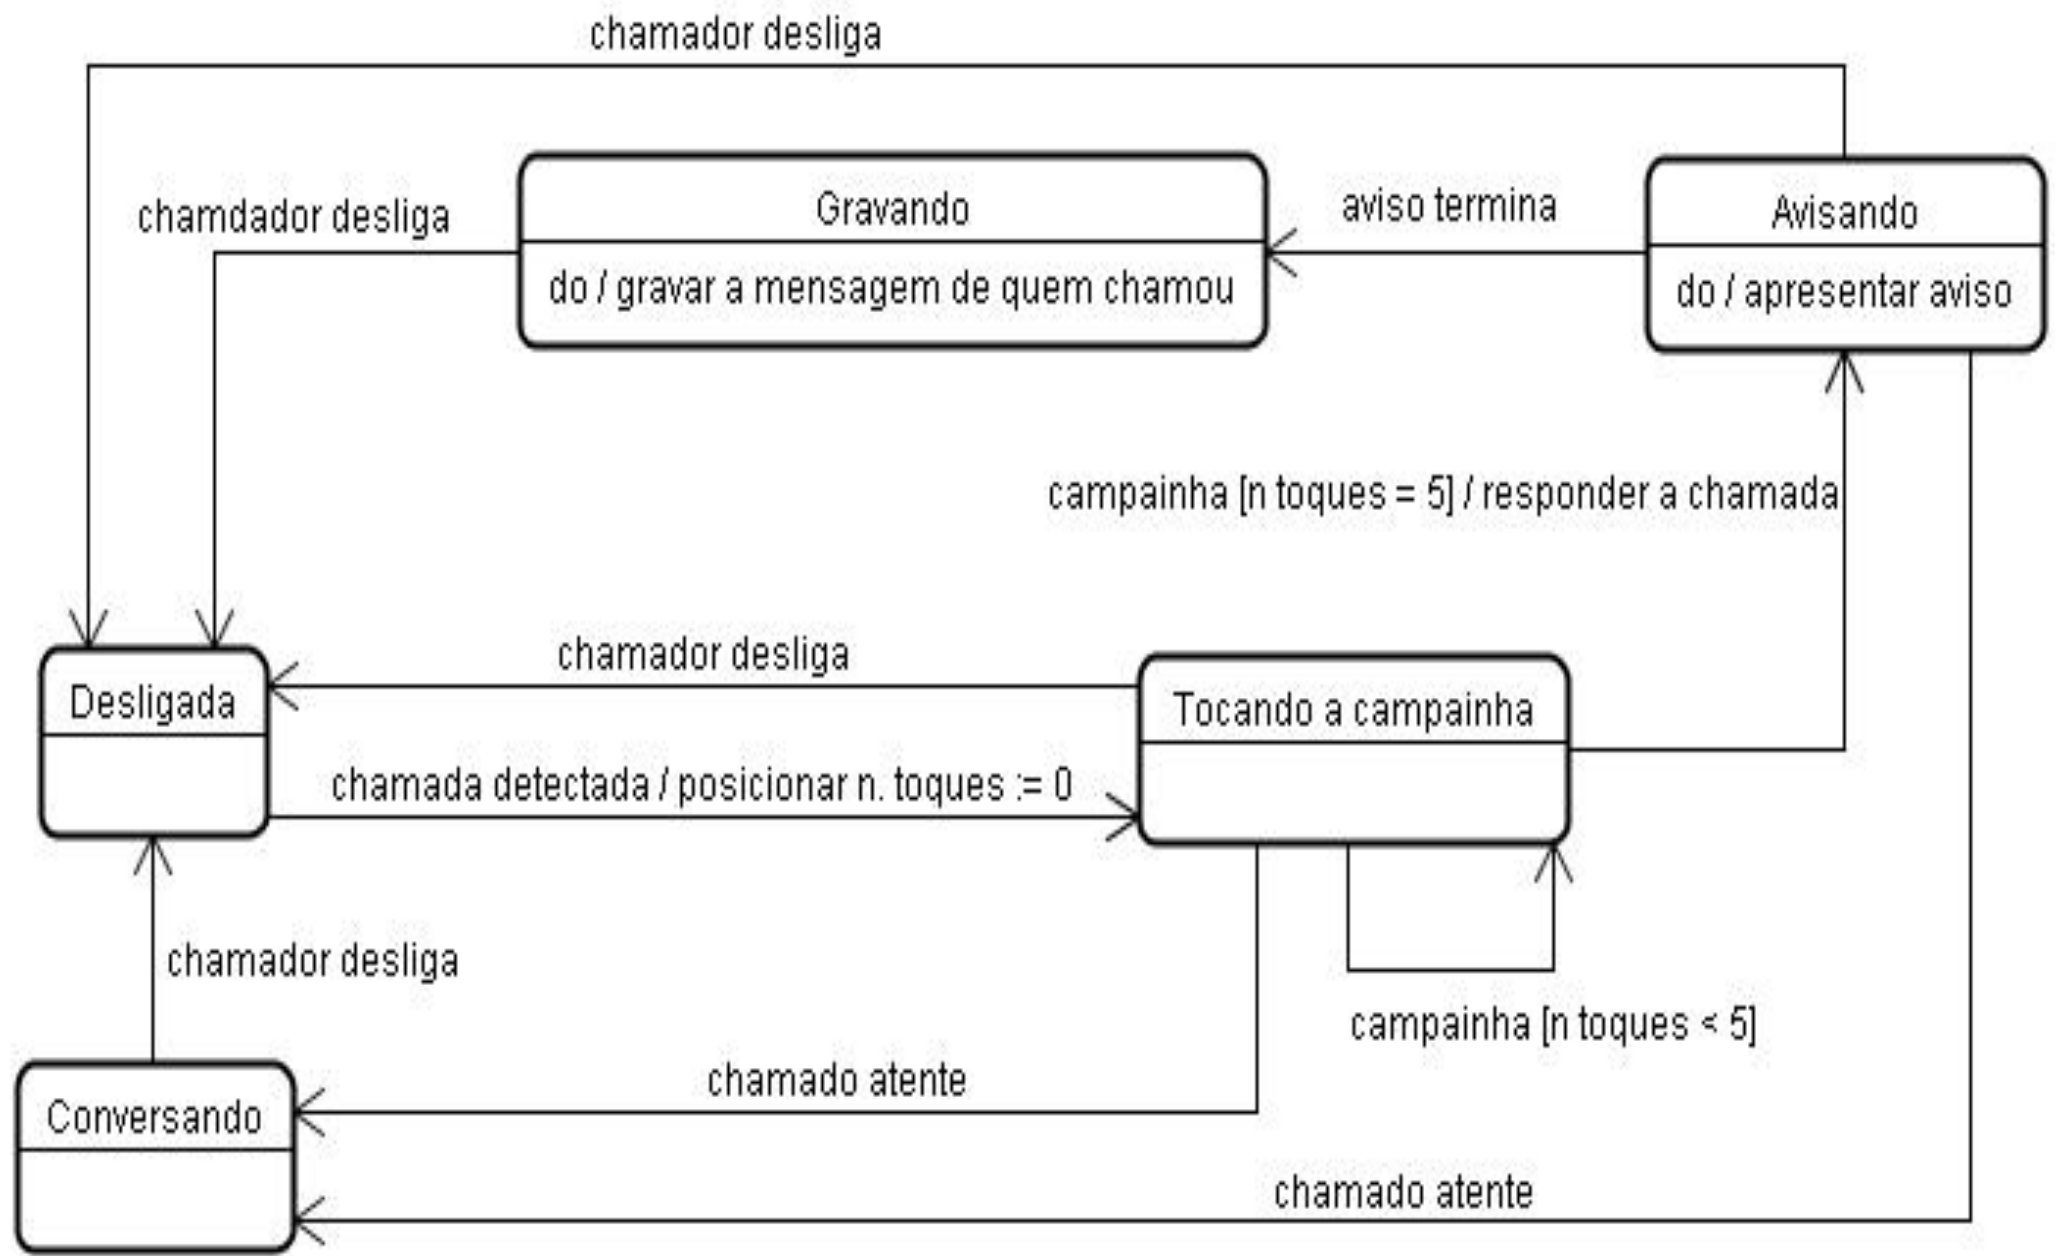 chamador desliga
chamdador desliga
Gravando
do / gravar a mensagem de quem chamou
aviso termina
Avisando
do / apresentar aviso
campainha [n toques = 5] / responder a chamada
chamador desliga
Desligada
Tocando a campainha
chamada detectada / posicionar n. toques := 0
chamador desliga
campainha [n toques < 5]
chamado atente
Conversando
chamado atente